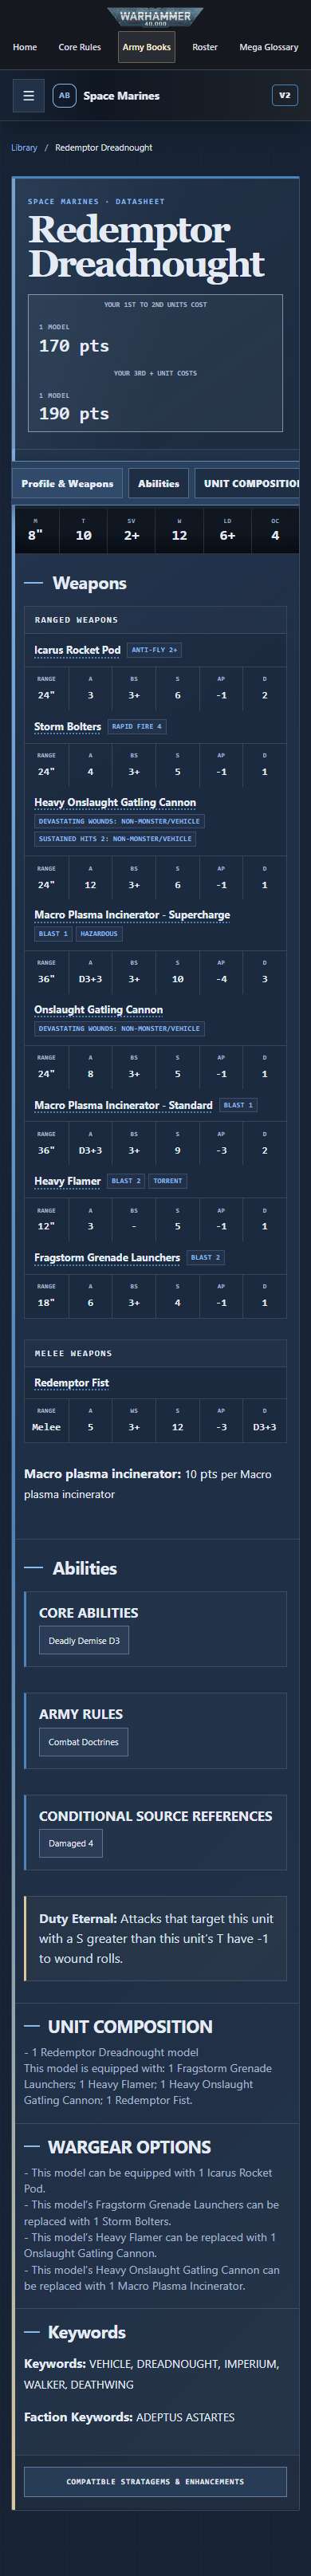 WARHAMMER
40,000
Home Core Rules Army Books Roster Mega Glossary
☰ AB Space Marines V2
Library / Redemptor Dreadnought
SPACE MARINES · DATASHEET
Redemptor
Dreadnought
YOUR 1ST TO 2ND UNITS COST
1 MODEL
170 pts
YOUR 3RD + UNIT COSTS
1 MODEL
190 pts
Profile & Weapons Abilities UNIT COMPOSITION
M T SV W LD OC
8" 10 2+ 12 6+ 4
Weapons
RANGED WEAPONS
Icarus Rocket Pod ANTI-FLY 2+
RANGE A BS S AP D
24" 3 3+ 6 -1 2
Storm Bolters RAPID FIRE 4
RANGE A BS S AP D
24" 4 3+ 5 -1 1
Heavy Onslaught Gatling Cannon
DEVASTATING WOUNDS: NON-MONSTER/VEHICLE
SUSTAINED HITS 2: NON-MONSTER/VEHICLE
RANGE A BS S AP D
24" 12 3+ 6 -1 1
Macro Plasma Incinerator - Supercharge
BLAST 1 HAZARDOUS
RANGE A BS S AP D
36" D3+3 3+ 10 -4 3
Onslaught Gatling Cannon
DEVASTATING WOUNDS: NON-MONSTER/VEHICLE
RANGE A BS S AP D
24" 8 3+ 5 -1 1
Macro Plasma Incinerator - Standard BLAST 1
RANGE A BS S AP D
36" D3+3 3+ 9 -3 2
Heavy Flamer BLAST 2 TORRENT
RANGE A BS S AP D
12" 3 - 5 -1 1
Fragstorm Grenade Launchers BLAST 2
RANGE A BS S AP D
18" 6 3+ 4 -1 1
MELEE WEAPONS
Redemptor Fist
RANGE A WS S AP D
Melee 5 3+ 12 -3 D3+3
Macro plasma incinerator: 10 pts per Macro
plasma incinerator
Abilities
CORE ABILITIES
Deadly Demise D3
ARMY RULES
Combat Doctrines
CONDITIONAL SOURCE REFERENCES
Damaged 4
Duty Eternal: Attacks that target this unit
with a S greater than this unit's T have -1
to wound rolls.
UNIT COMPOSITION
- 1 Redemptor Dreadnought model
This model is equipped with: 1 Fragstorm Grenade
Launchers; 1 Heavy Flamer; 1 Heavy Onslaught
Gatling Cannon; 1 Redemptor Fist.
WARGEAR OPTIONS
- This model can be equipped with 1 Icarus Rocket
Pod.
- This model's Fragstorm Grenade Launchers can be
replaced with 1 Storm Bolters.
- This model's Heavy Flamer can be replaced with 1
Onslaught Gatling Cannon.
- This model's Heavy Onslaught Gatling Cannon can
be replaced with 1 Macro Plasma Incinerator.
Keywords
Keywords: VEHICLE, DREADNOUGHT, IMPERIUM,
WALKER, DEATHWING
Faction Keywords: ADEPTUS ASTARTES
COMPATIBLE STRATAGEMS & ENHANCEMENTS